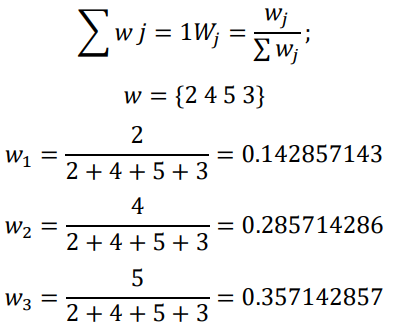 ∑ wj = 1W_j = w_j / ∑ w_j ;
w = {2 4 5 3}
w_1 = 2 / (2 + 4 + 5 + 3) = 0.142857143
w_2 = 4 / (2 + 4 + 5 + 3) = 0.285714286
w_3 = 5 / (2 + 4 + 5 + 3) = 0.357142857